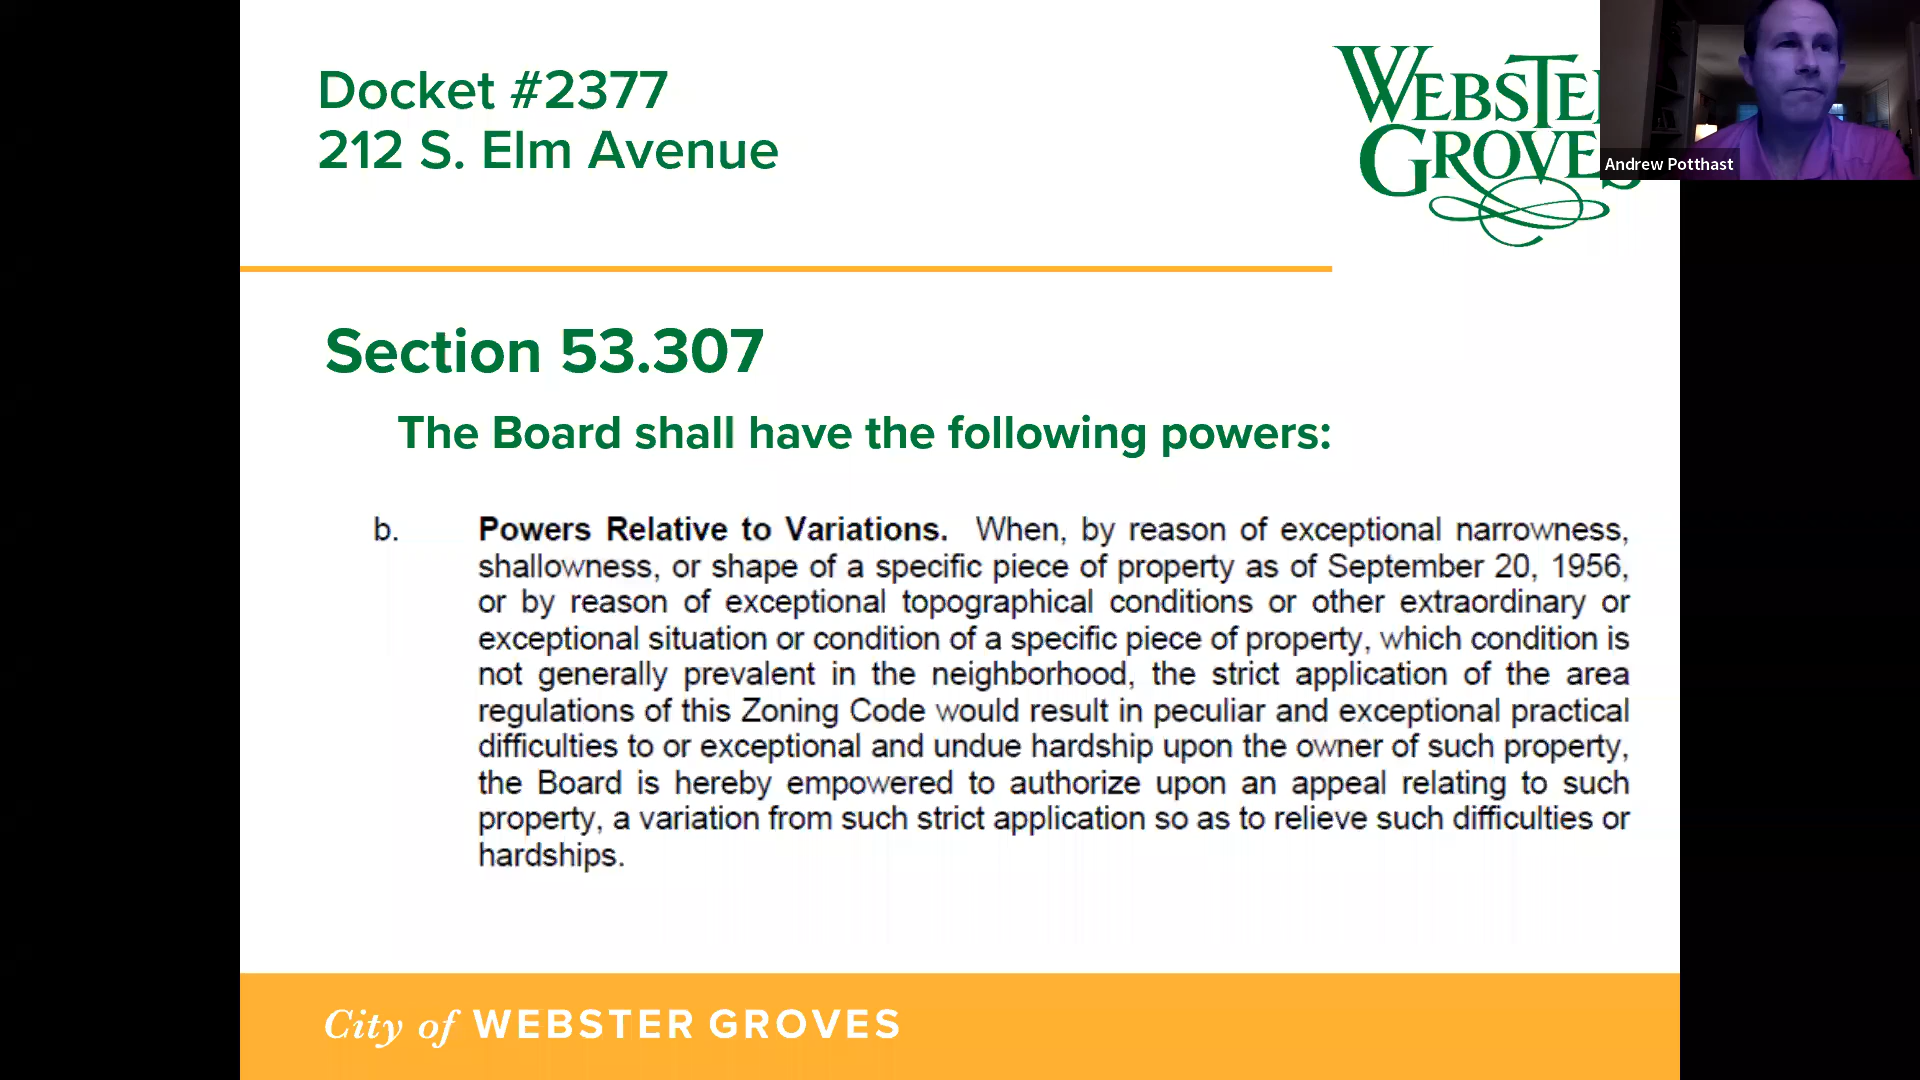 Docket #2377
212 S. Elm Avenue
WEBSTE
GROVES
Andrew Potthast
Section 53.307
The Board shall have the following powers:
b. Powers Relative to Variations. When, by reason of exceptional narrowness,
shallowness, or shape of a specific piece of property as of September 20, 1956,
or by reason of exceptional topographical conditions or other extraordinary or
exceptional situation or condition of a specific piece of property, which condition is
not generally prevalent in the neighborhood, the strict application of the area
regulations of this Zoning Code would result in peculiar and exceptional practical
difficulties to or exceptional and undue hardship upon the owner of such property,
the Board is hereby empowered to authorize upon an appeal relating to such
property, a variation from such strict application so as to relieve such difficulties or
hardships.
City of WEBSTER GROVES